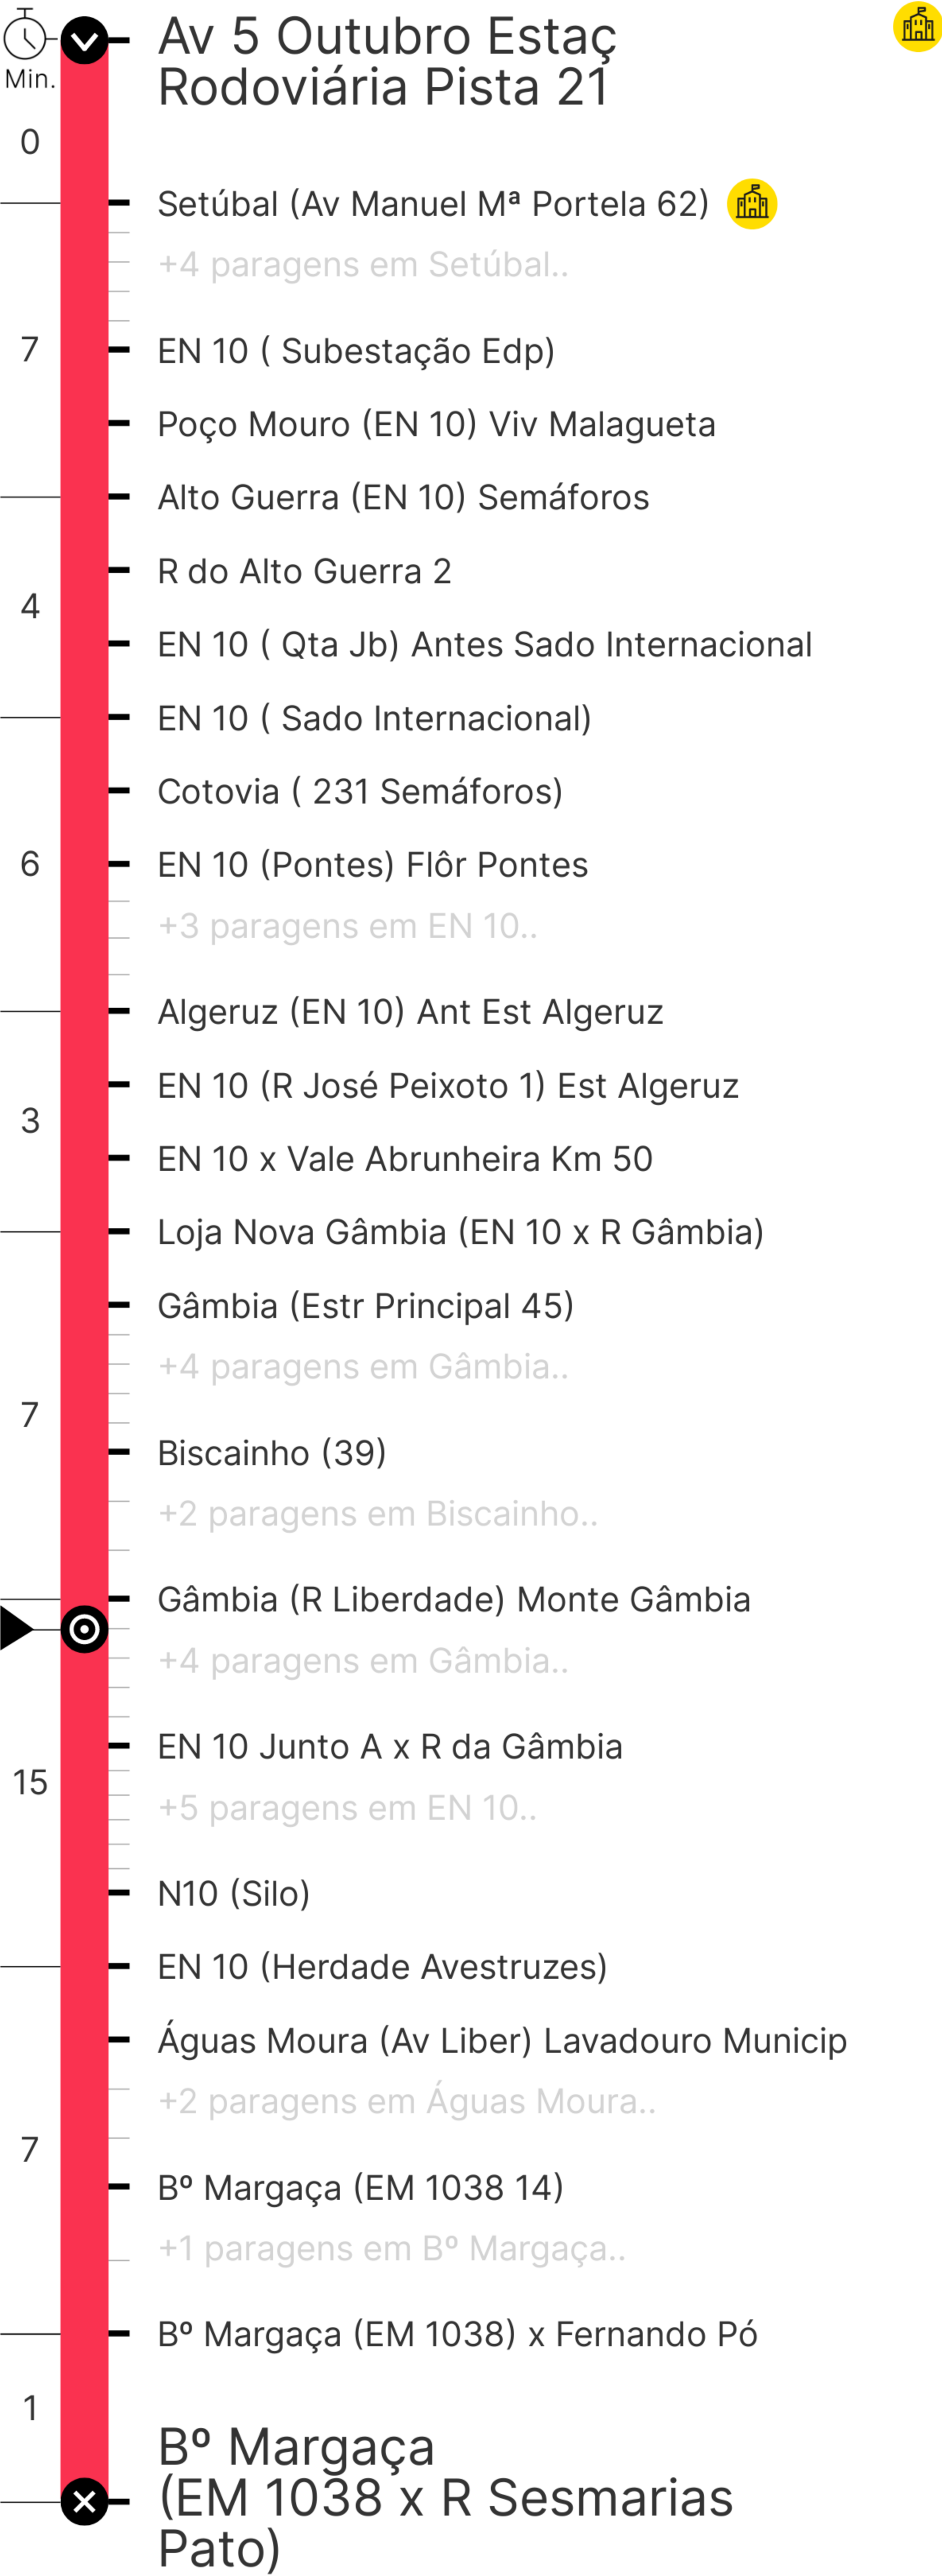 Av 5 Outubro Estaç
Rodoviária Pista 21
Min.
0
Setúbal (Av Manuel Mª Portela 62)
+4 paragens em Setúbal..
7
EN 10 ( Subestação Edp)
Poço Mouro (EN 10) Viv Malagueta
Alto Guerra (EN 10) Semáforos
R do Alto Guerra 2
4
EN 10 ( Qta Jb) Antes Sado Internacional
EN 10 ( Sado Internacional)
Cotovia ( 231 Semáforos)
6
EN 10 (Pontes) Flôr Pontes
+3 paragens em EN 10..
Algeruz (EN 10) Ant Est Algeruz
EN 10 (R José Peixoto 1) Est Algeruz
3
EN 10 x Vale Abrunheira Km 50
Loja Nova Gâmbia (EN 10 x R Gâmbia)
Gâmbia (Estr Principal 45)
+4 paragens em Gâmbia..
7
Biscainho (39)
+2 paragens em Biscainho..
Gâmbia (R Liberdade) Monte Gâmbia
+4 paragens em Gâmbia..
EN 10 Junto A x R da Gâmbia
15
+5 paragens em EN 10..
N10 (Silo)
EN 10 (Herdade Avestruzes)
Águas Moura (Av Liber) Lavadouro Municip
+2 paragens em Águas Moura..
7
Bº Margaça (EM 1038 14)
+1 paragens em Bº Margaça..
Bº Margaça (EM 1038) x Fernando Pó
1
Bº Margaça
(EM 1038 x R Sesmarias
Pato)